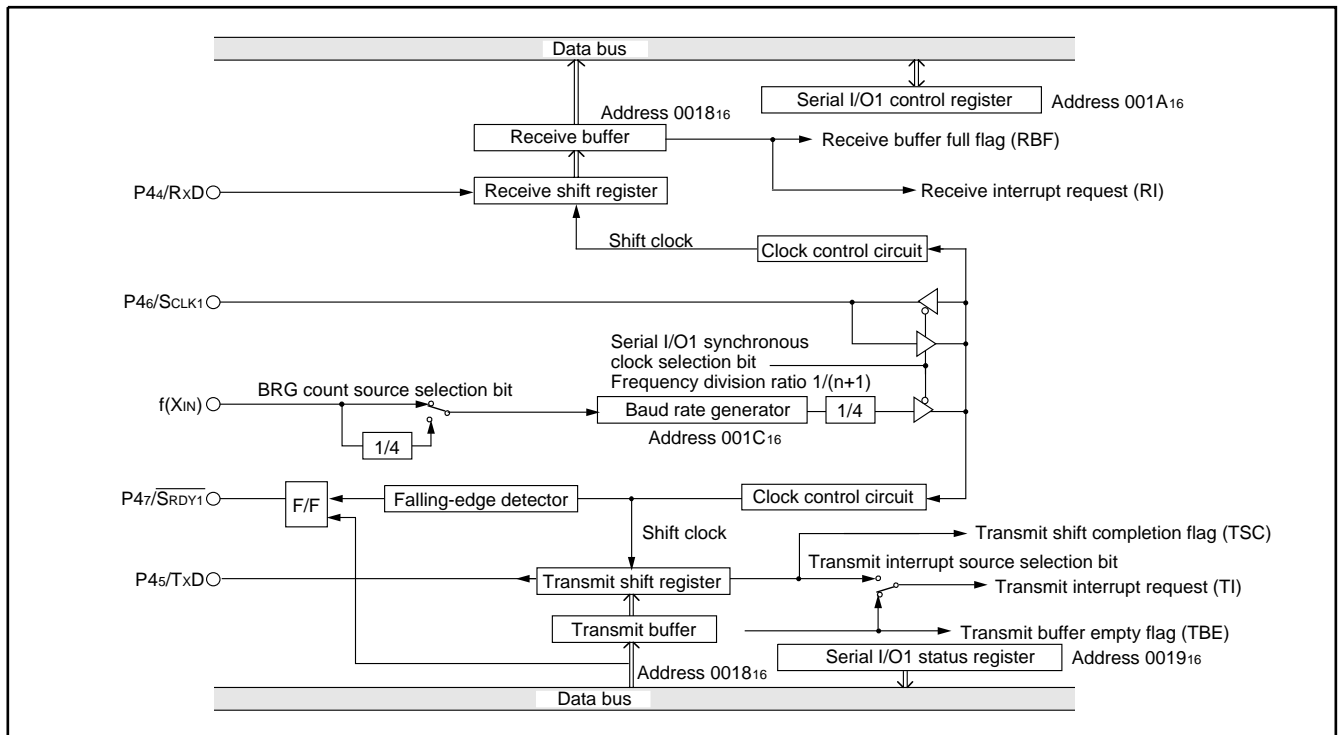 Data bus
Serial I/O1 control register
Address 001A16
Address 001816
Receive buffer
Receive buffer full flag (RBF)
P44/RXD
Receive shift register
Receive interrupt request (RI)
Shift clock
Clock control circuit
P46/SCLK1
Serial I/O1 synchronous
clock selection bit
BRG count source selection bit
Frequency division ratio 1/(n+1)
f(XIN)
Baud rate generator
1/4
Address 001C16
1/4
P47/SRDY1
F/F
Falling-edge detector
Clock control circuit
Shift clock
Transmit shift completion flag (TSC)
Transmit interrupt source selection bit
P45/TXD
Transmit shift register
Transmit interrupt request (TI)
Transmit buffer
Transmit buffer empty flag (TBE)
Address 001816
Serial I/O1 status register
Address 001916
Data bus